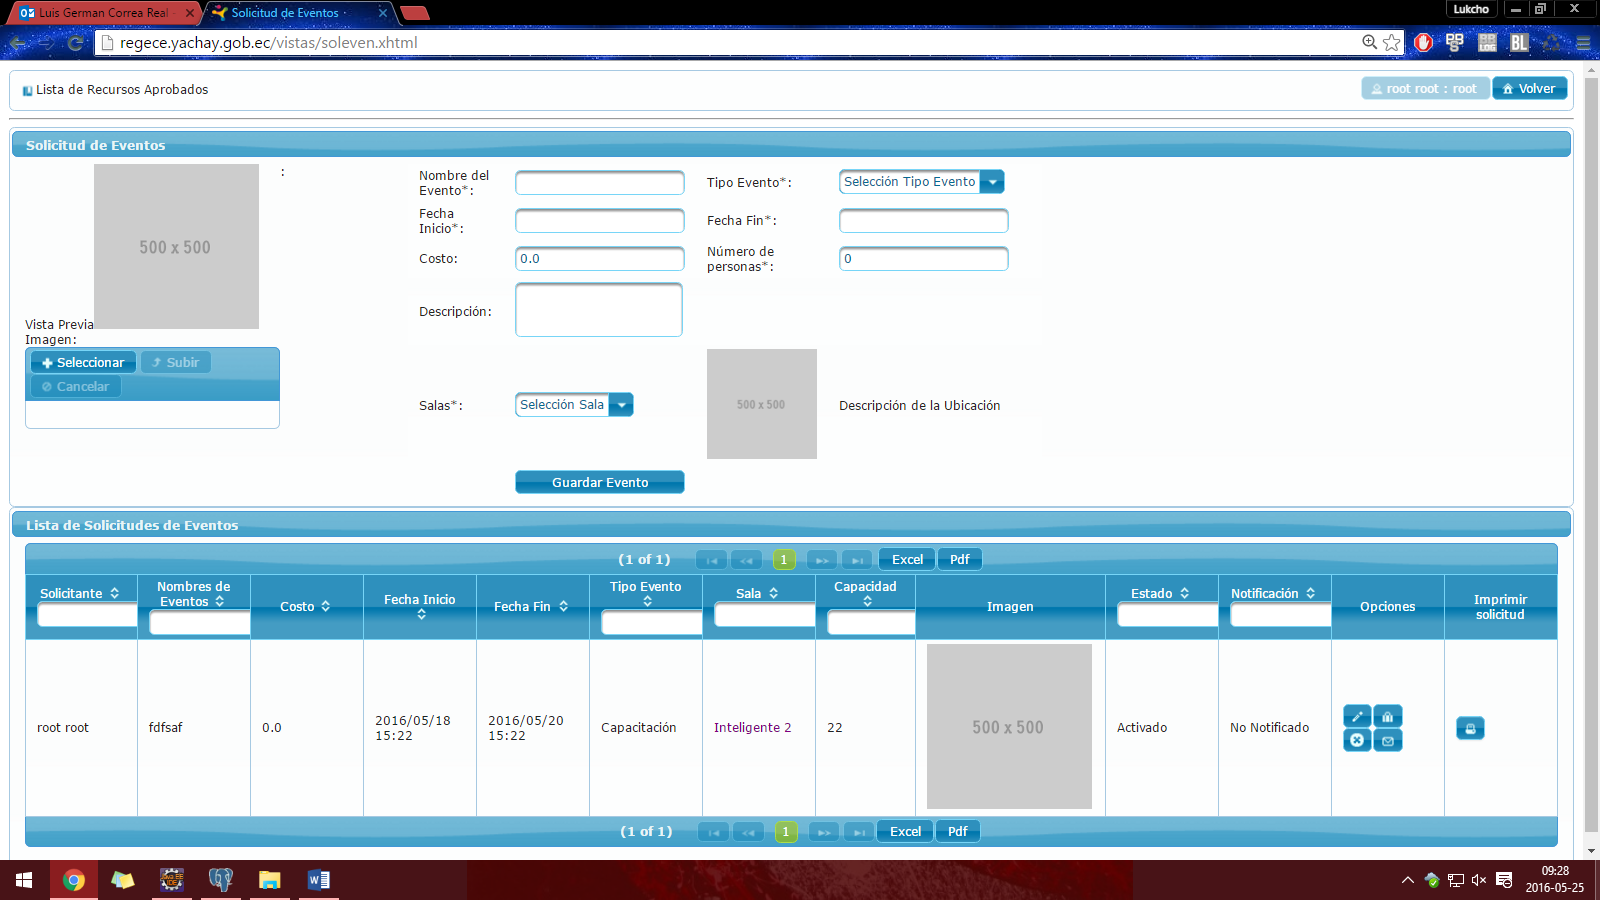 Luis German Correa Real
Solicitud de Eventos
Lukcho
regece.yachay.gob.ec/vistas/soleven.xhtml
Lista de Recursos Aprobados
root root : root
Volver
Solicitud de Eventos
500 x 500
:
Vista Previa
Imagen:
Seleccionar
Subir
Cancelar
Nombre del
Evento*:
Tipo Evento*:
Selección Tipo Evento
Fecha
Inicio*:
Fecha Fin*:
Costo:
0.0
Número de
personas*:
0
Descripción:
Salas*:
Selección Sala
500 x 500
Descripción de la Ubicación
Guardar Evento
Lista de Solicitudes de Eventos
(1 of 1)
1
Excel
Pdf
Solicitante
Nombres de
Eventos
Costo
Fecha Inicio
Fecha Fin
Tipo Evento
Sala
Capacidad
Imagen
Estado
Notificación
Opciones
Imprimir
solicitud
root root
fdfsaf
0.0
2016/05/18
15:22
2016/05/20
15:22
Capacitación
Inteligente 2
22
500 x 500
Activado
No Notificado
(1 of 1)
1
Excel
Pdf
09:28
2016-05-25